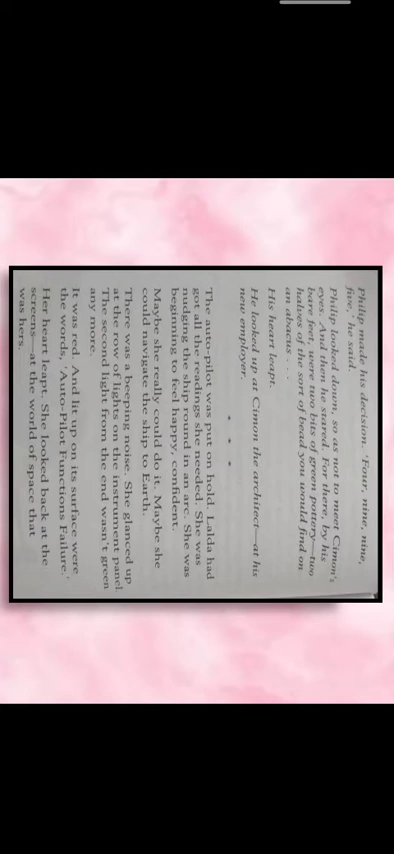 Philip made his decision. 'Four, nine, nine,
five,' he said.
Philip looked down, so as not to meet Cimon's
eyes. And then he stared. For there, by his
bare feet, were two bits of green pottery—two
halves of the sort of bead you would find on
an abacus . . .
His heart leapt.
He looked up at Cimon the architect—at his
new employer.
* * *
The auto-pilot was put on hold. Lalda had
got all the readings she needed. She was
nudging the ship round in an arc. She was
beginning to feel happy, confident.
Maybe she really could do it. Maybe she
could navigate the ship to Earth.
There was a beeping noise. She glanced up
at the row of lights on the instrument panel.
The second light from the end wasn't green
any more.
It was red. And lit up on its surface were
the words, 'Auto-Pilot Functions Failure.'
Her heart leapt. She looked back at the
screens—at the world of space that
was hers.